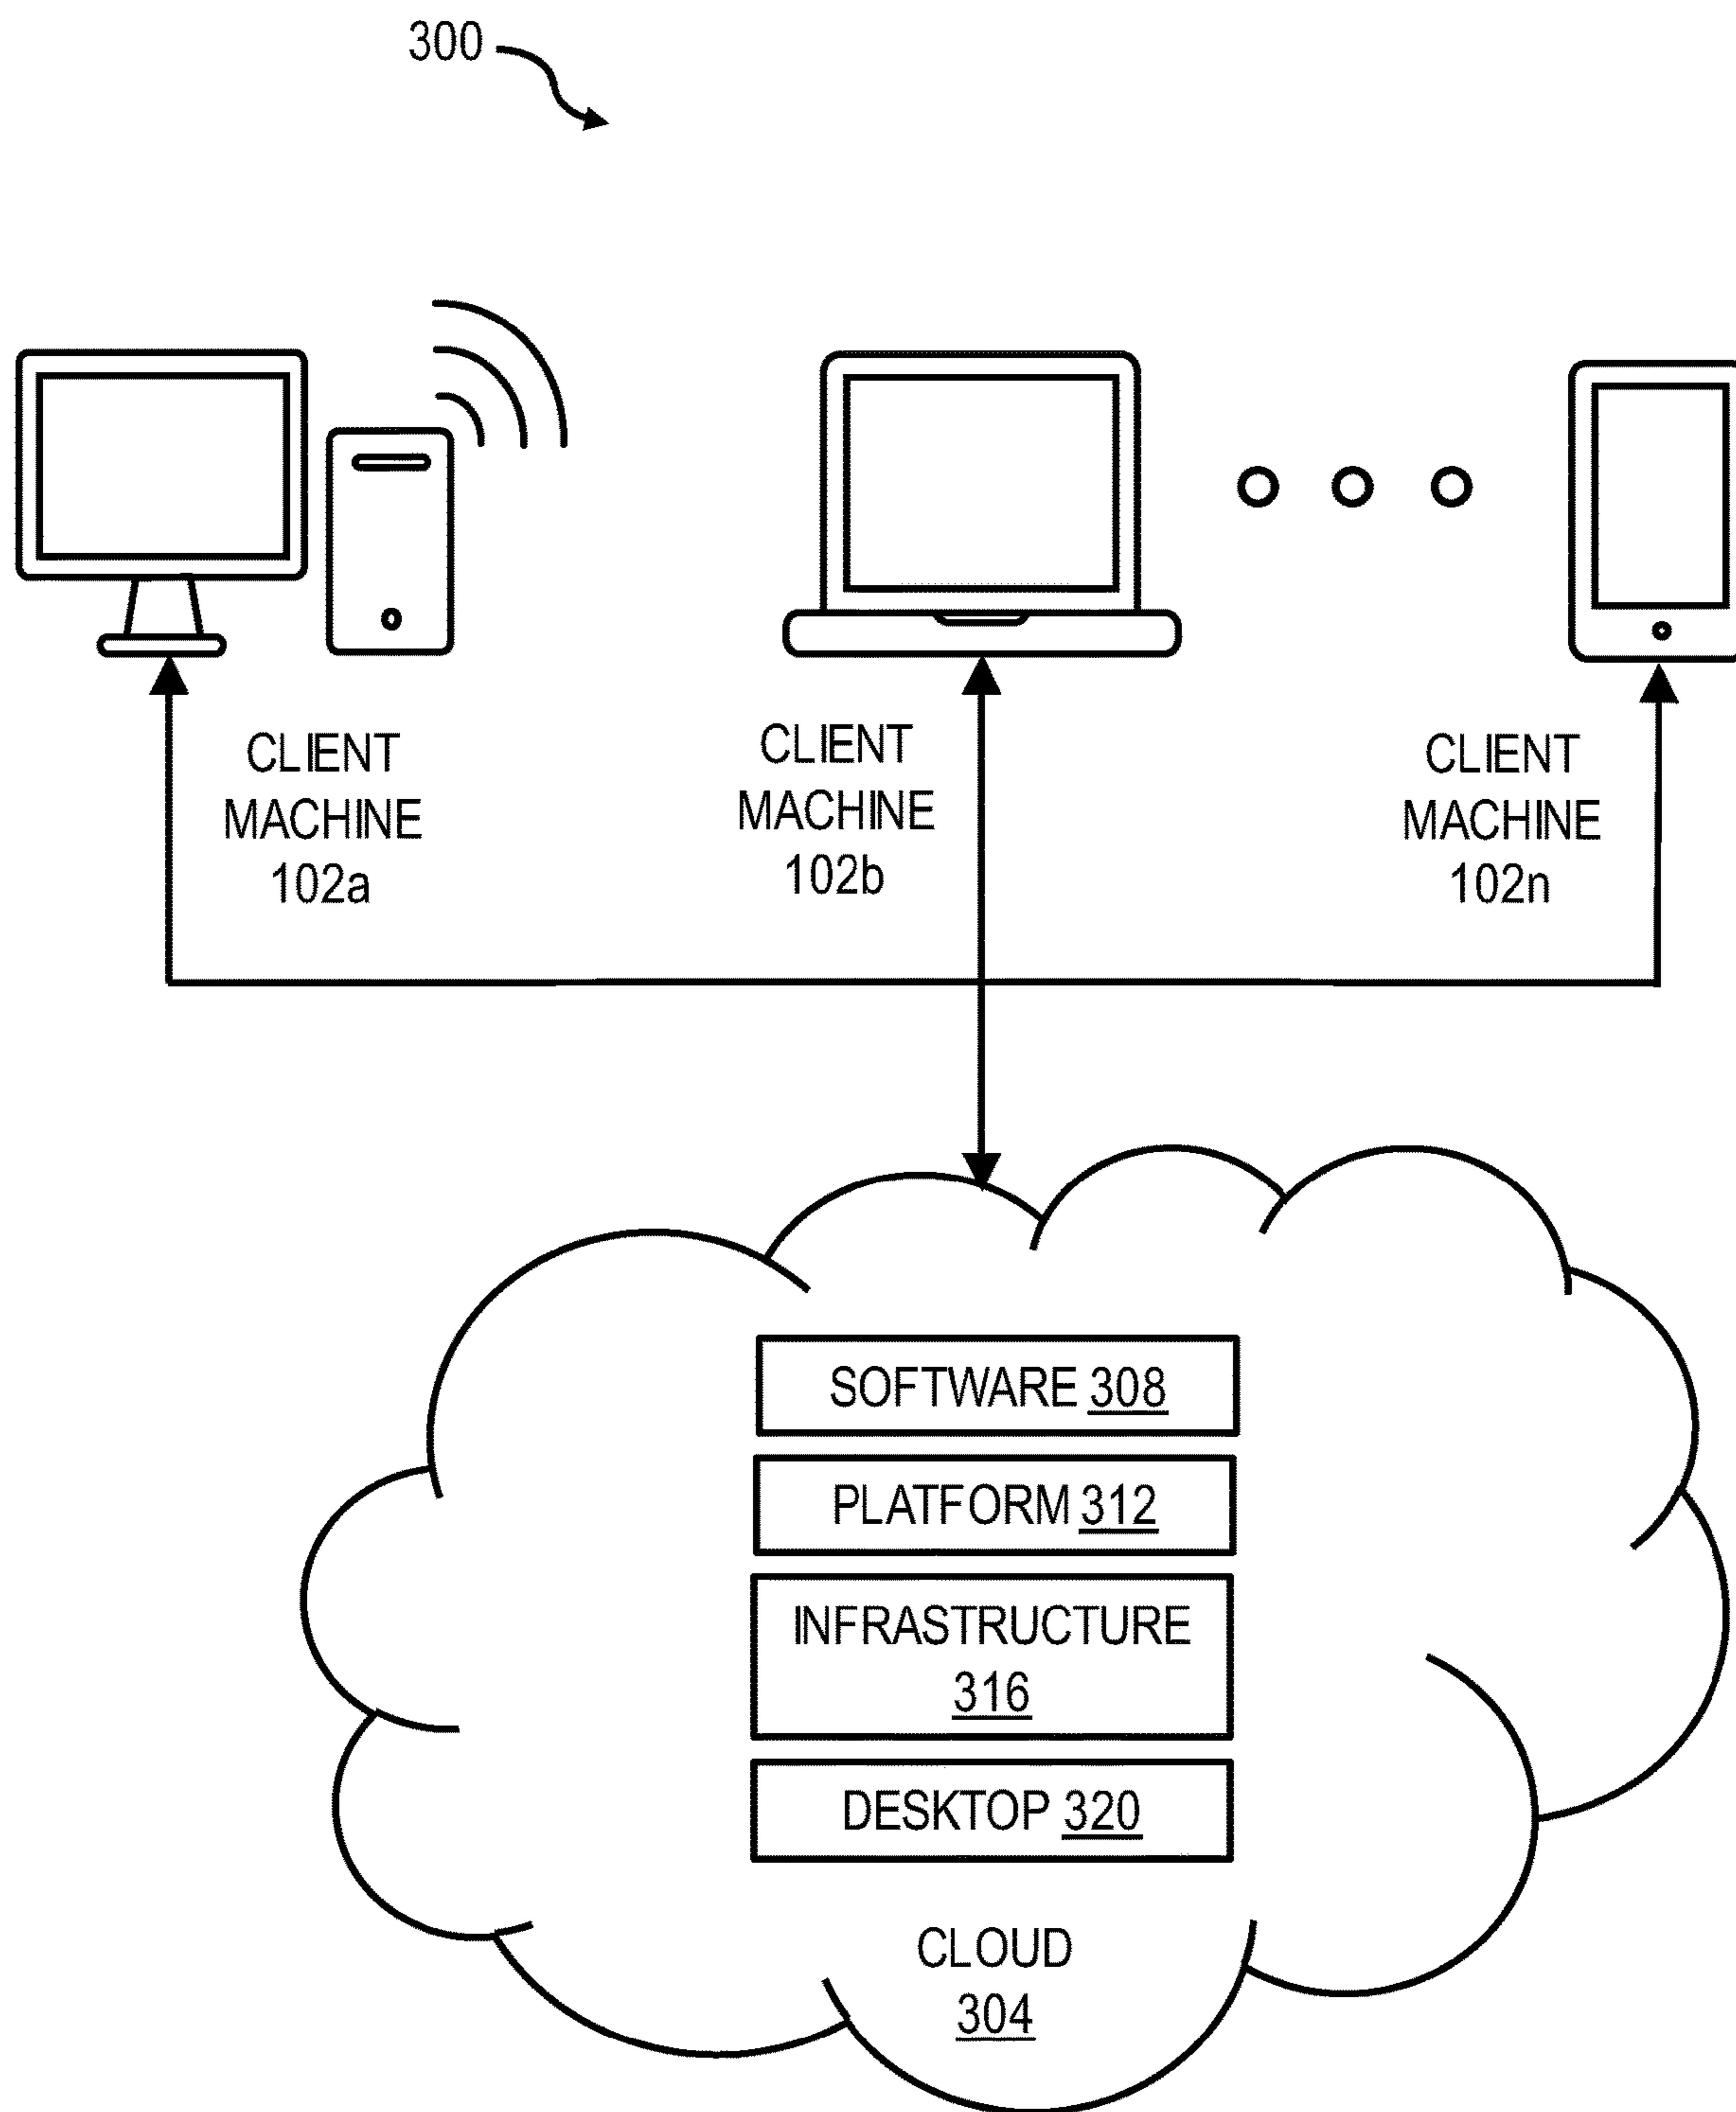 300
CLIENT
MACHINE
102a
CLIENT
MACHINE
102b
CLIENT
MACHINE
102n
SOFTWARE 308
PLATFORM 312
INFRASTRUCTURE
316
DESKTOP 320
CLOUD
304